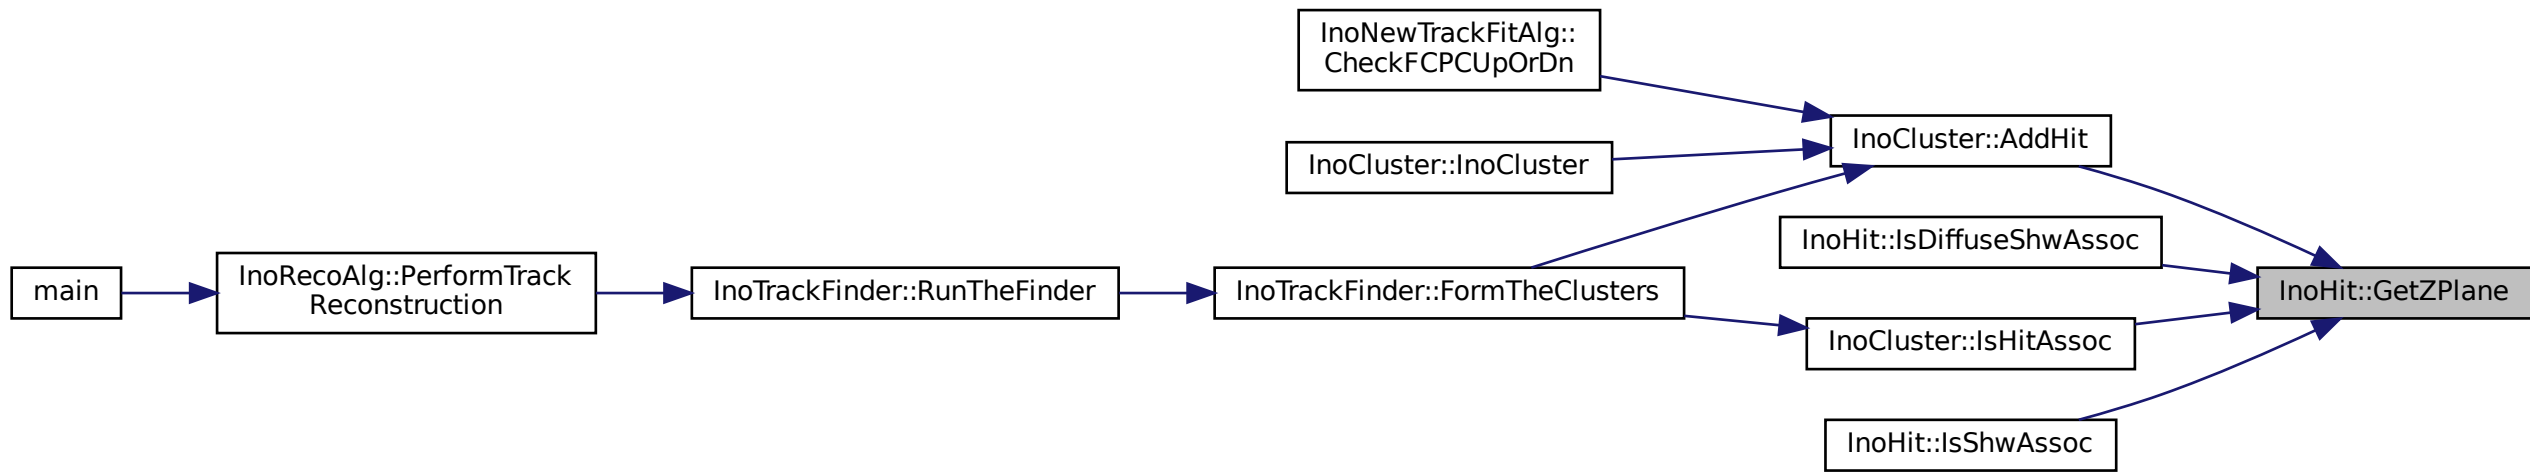 InoNewTrackFitAlg::
CheckFCPCUpOrDn
InoCluster::AddHit
InoCluster::InoCluster
InoHit::IsDiffuseShwAssoc
main
InoRecoAlg::PerformTrack
Reconstruction
InoTrackFinder::RunTheFinder
InoTrackFinder::FormTheClusters
InoHit::GetZPlane
InoCluster::IsHitAssoc
InoHit::IsShwAssoc